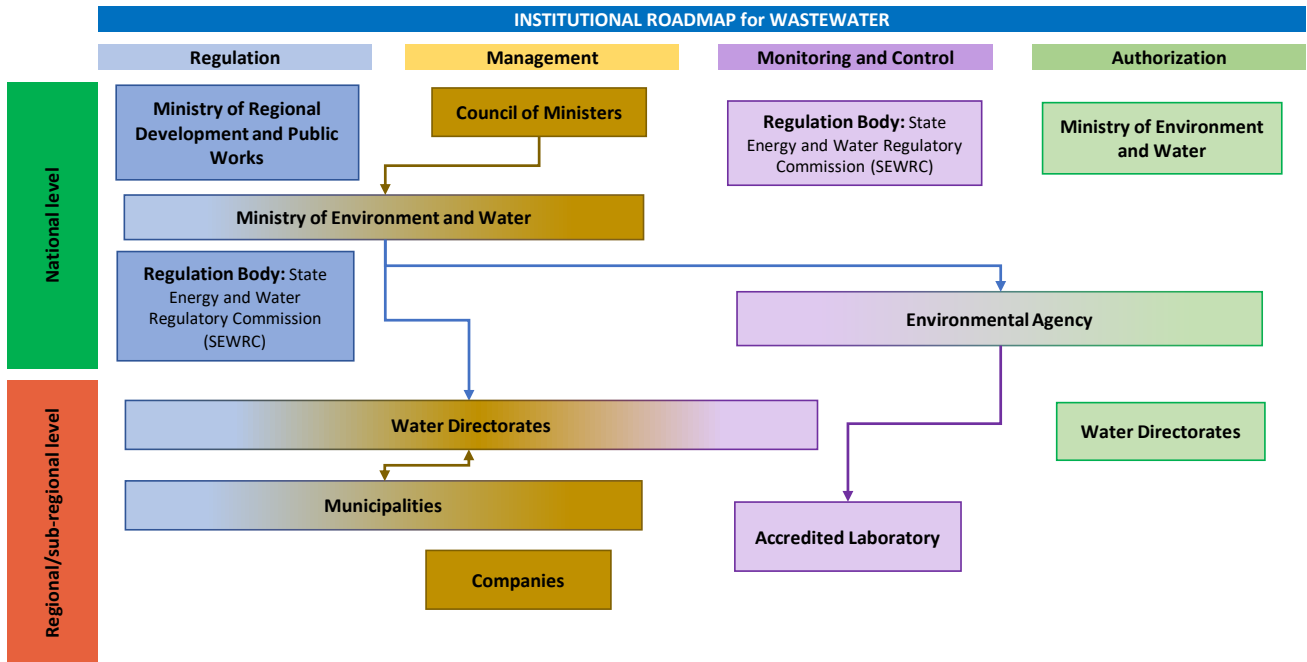 INSTITUTIONAL ROADMAP for WASTEWATER
Regulation
Management
Monitoring and Control
Authorization
National level
Ministry of Regional
Development and Public
Works
Council of Ministers
Regulation Body: State
Energy and Water Regulatory
Commission (SEWRC)
Ministry of Environment
and Water
Ministry of Environment and Water
Regulation Body: State
Energy and Water
Regulatory Commission
(SEWRC)
Environmental Agency
Regional/sub-regional level
Water Directorates
Water Directorates
Municipalities
Accredited Laboratory
Companies